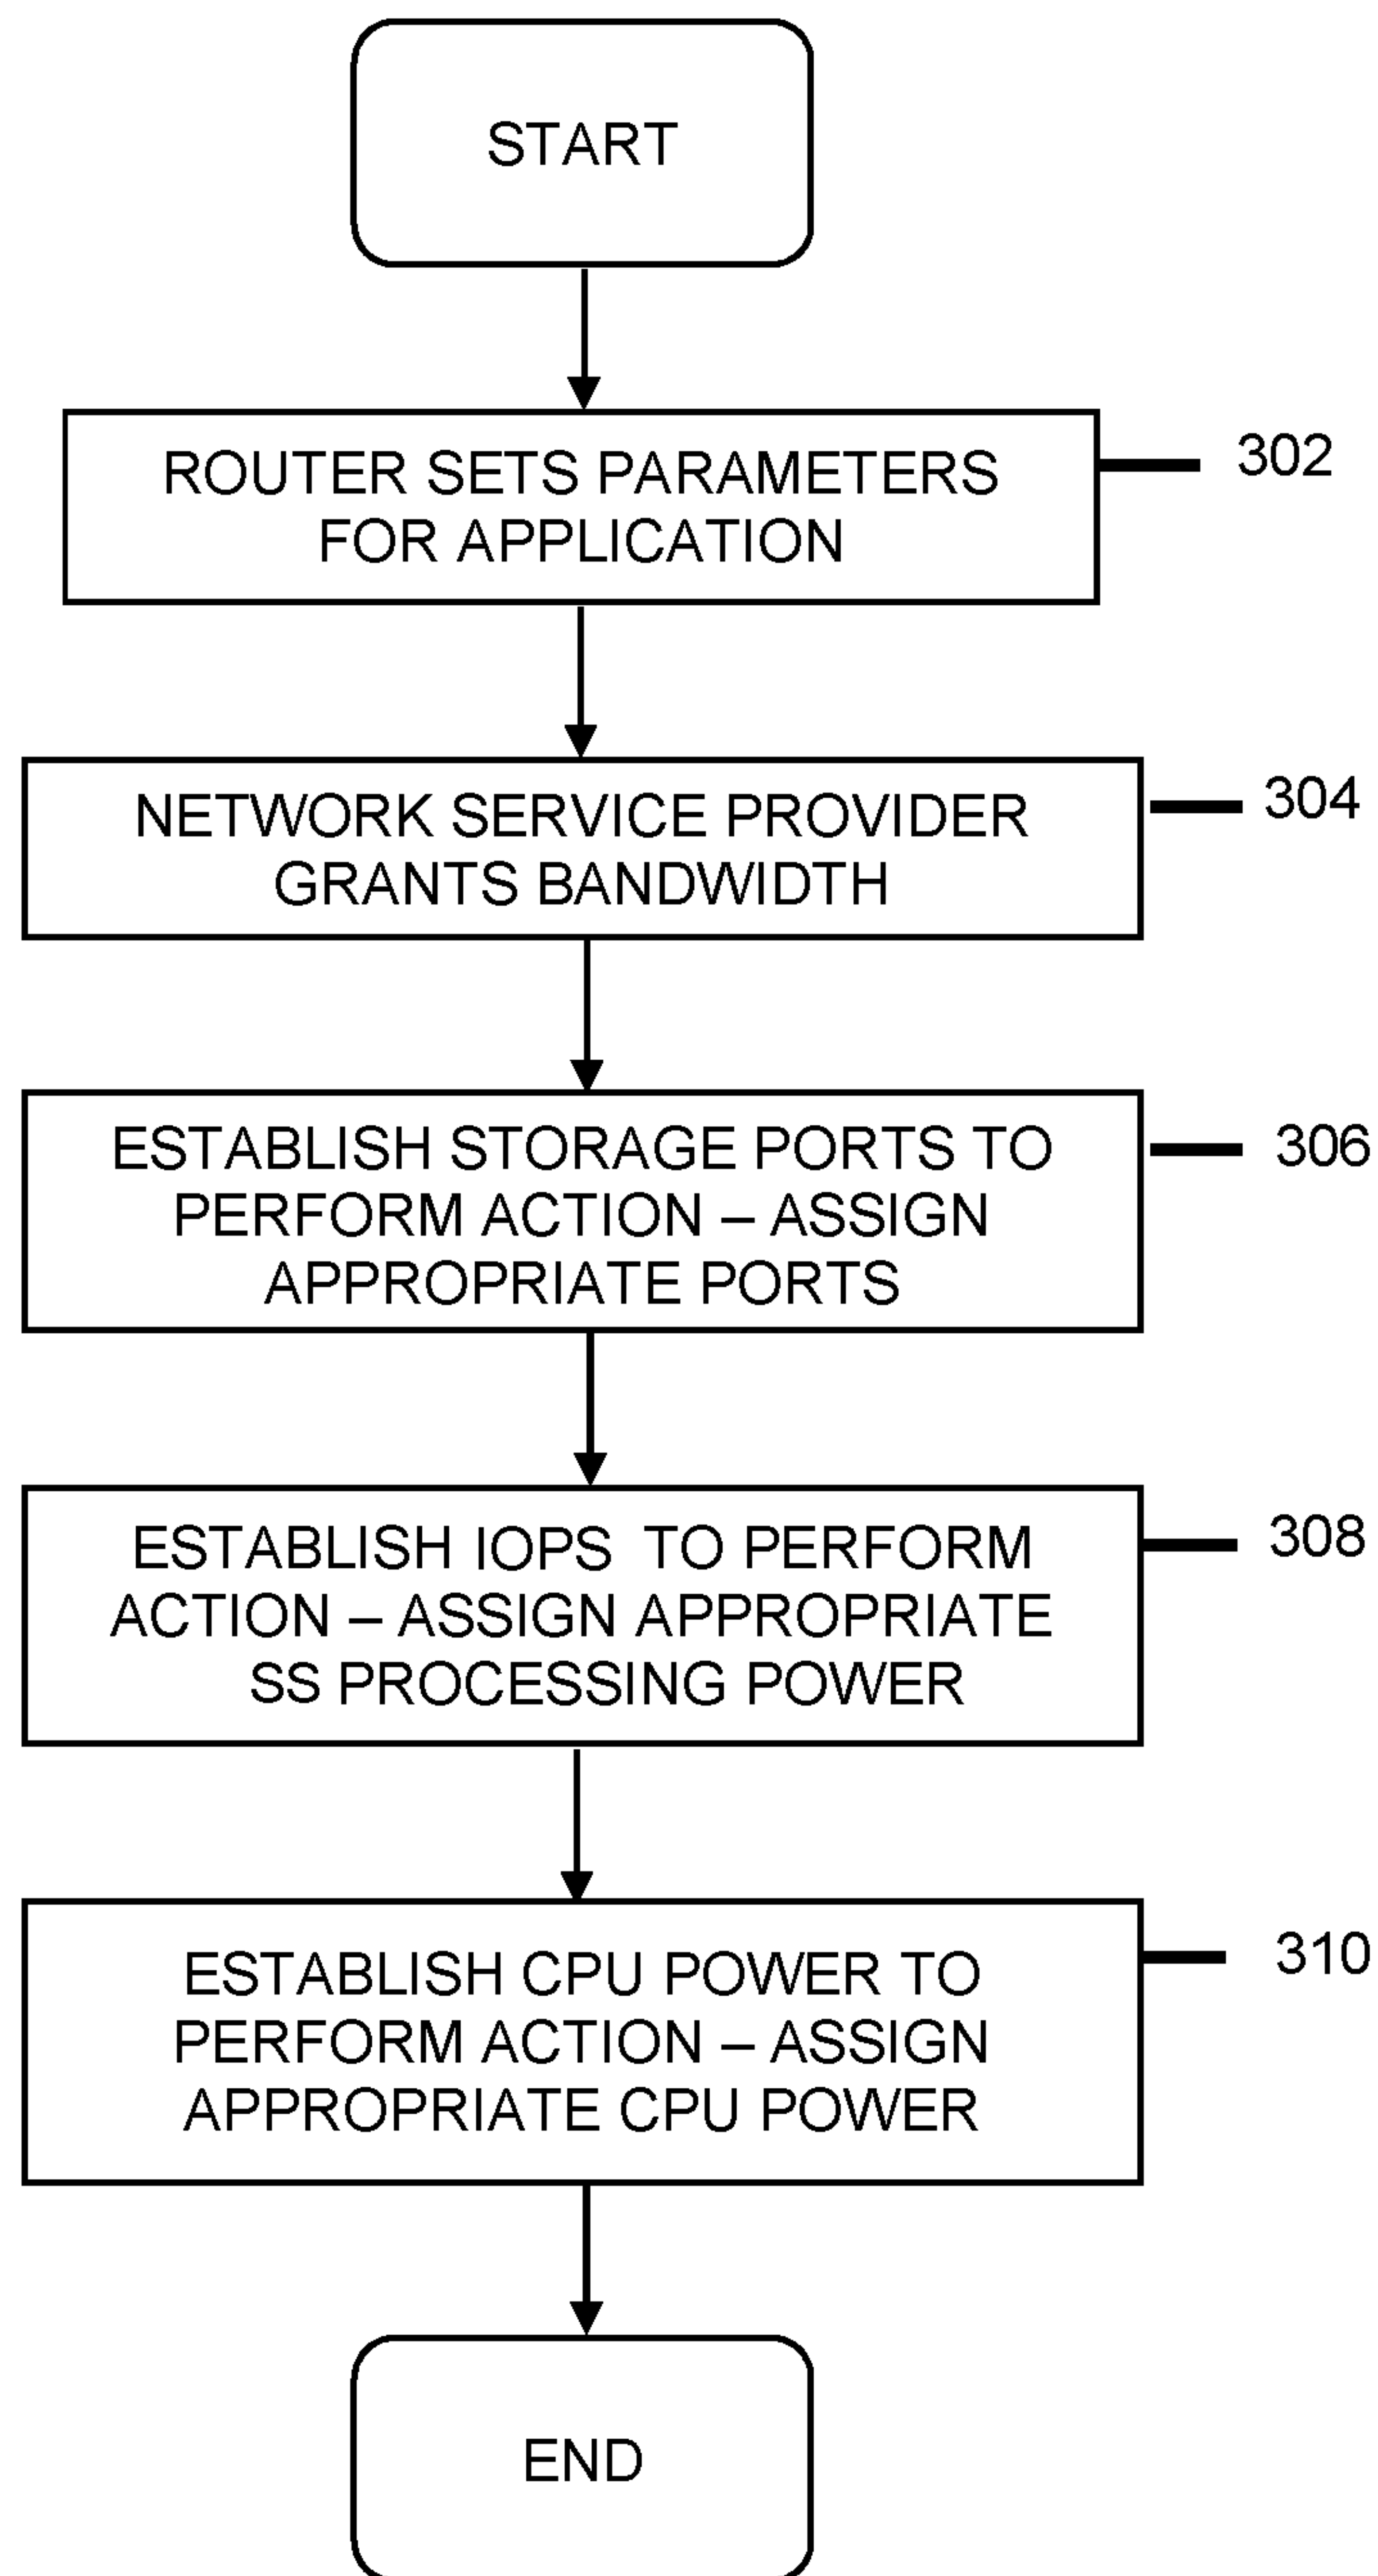 START
ROUTER SETS PARAMETERS
FOR APPLICATION
302
NETWORK SERVICE PROVIDER
GRANTS BANDWIDTH
304
ESTABLISH STORAGE PORTS TO
PERFORM ACTION – ASSIGN
APPROPRIATE PORTS
306
ESTABLISH IOPS TO PERFORM
ACTION – ASSIGN APPROPRIATE
SS PROCESSING POWER
308
ESTABLISH CPU POWER TO
PERFORM ACTION – ASSIGN
APPROPRIATE CPU POWER
310
END